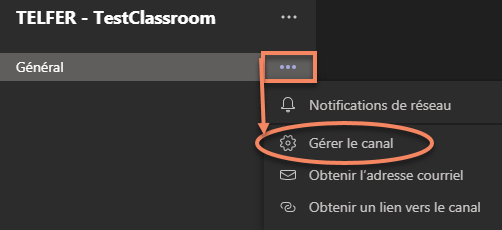 TELFER - TestClassroom
Général
Notifications de réseau
Gérer le canal
Obtenir l'adresse courriel
Obtenir un lien vers le canal